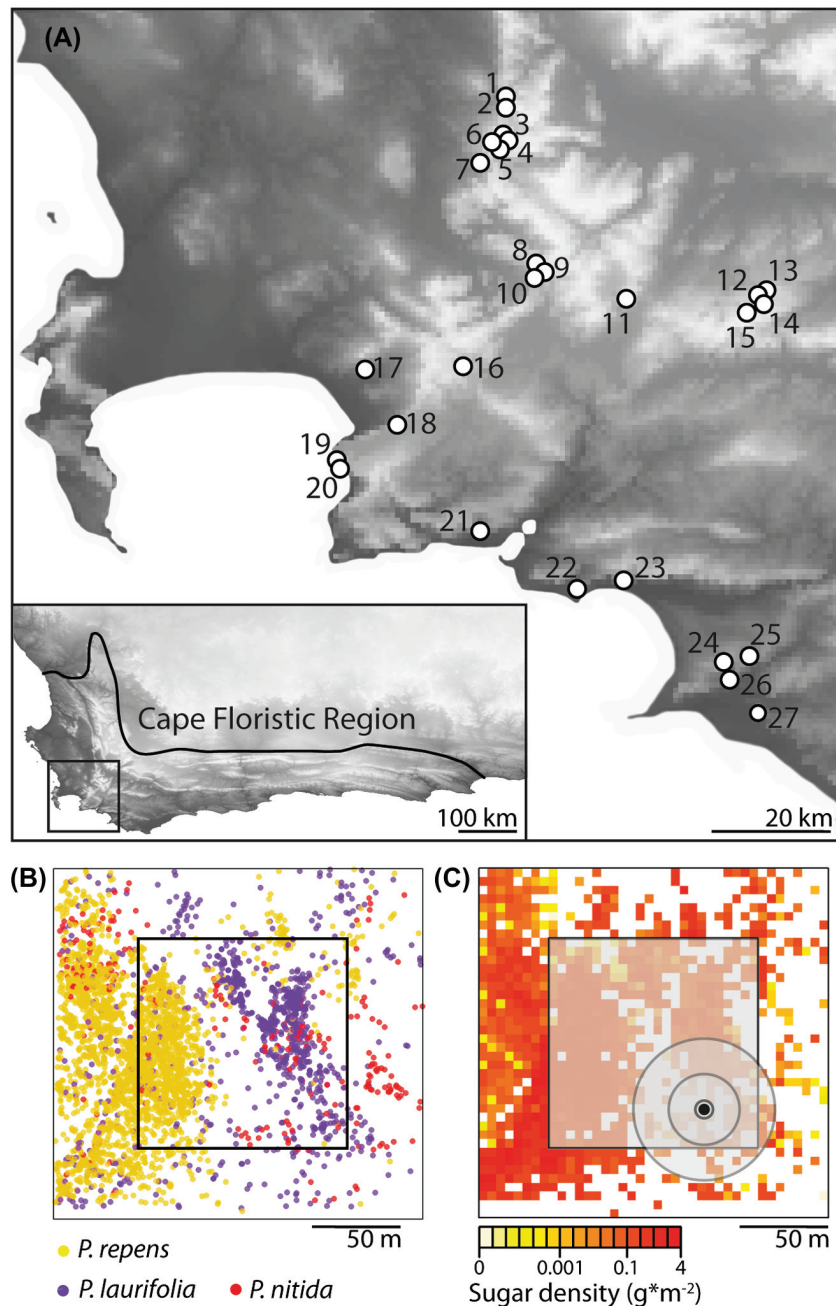 (A)
1
2
3
6
4
7
5
8
9
10
11
12
13
15
14
17
16
18
19
20
21
22
23
24
25
26
27
Cape Floristic Region
100 km
20 km
(B)
(C)
50 m
50 m
P. repens
P. laurifolia
P. nitida
0
0.001
0.1
4
Sugar density (g*m-2)